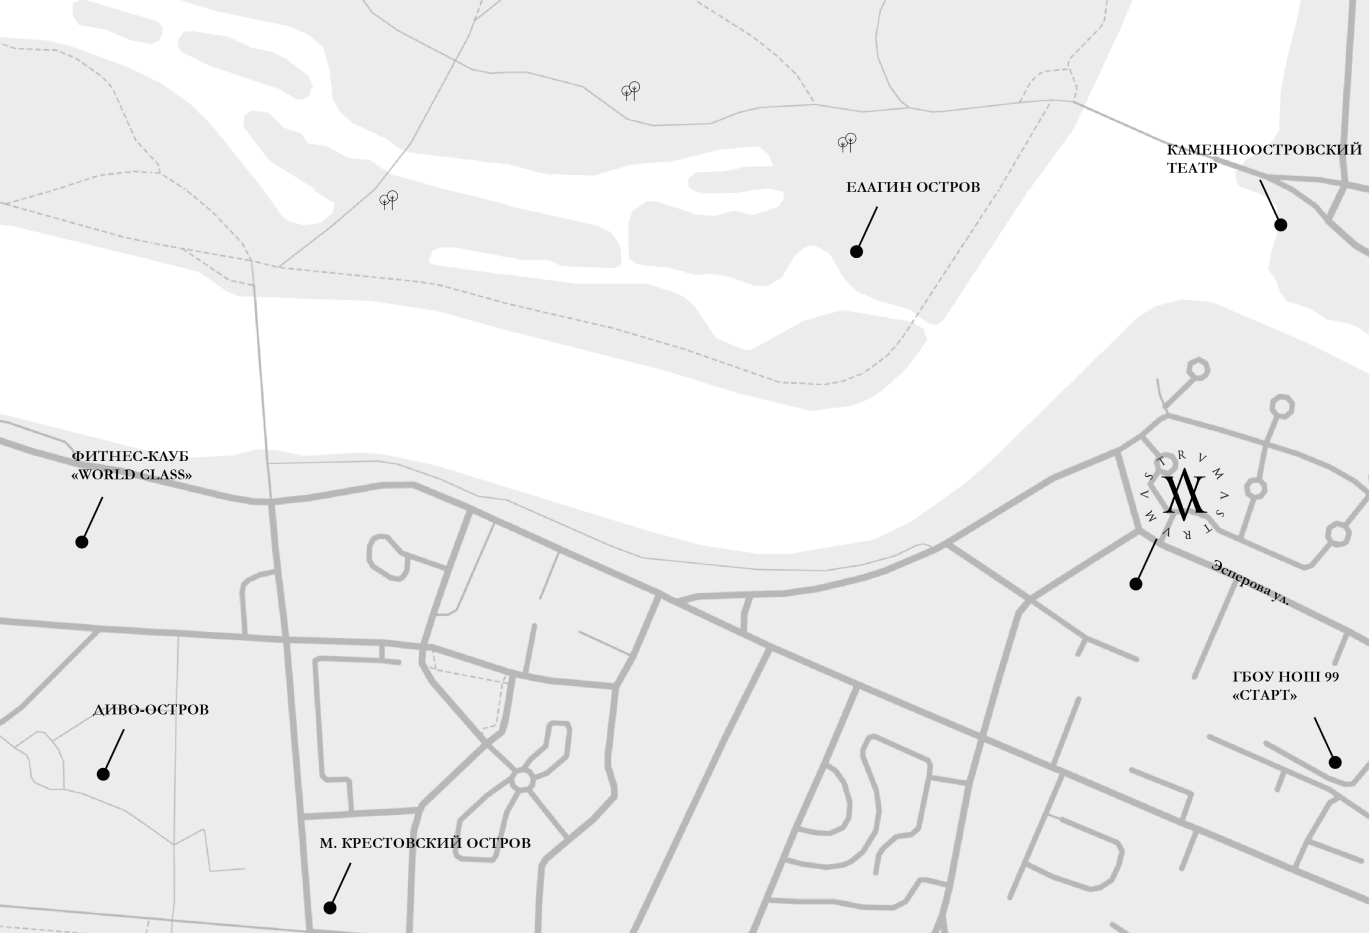 КАМЕННООСТРОВСКИЙ
ТЕАТР
ЕЛАГИН ОСТРОВ
ФИТНЕС-КЛУБ
«WORLD CLASS»
Эсперова ул.
ГБОУ НОШ 99
«СТАРТ»
ДИВО-ОСТРОВ
М. КРЕСТОВСКИЙ ОСТРОВ